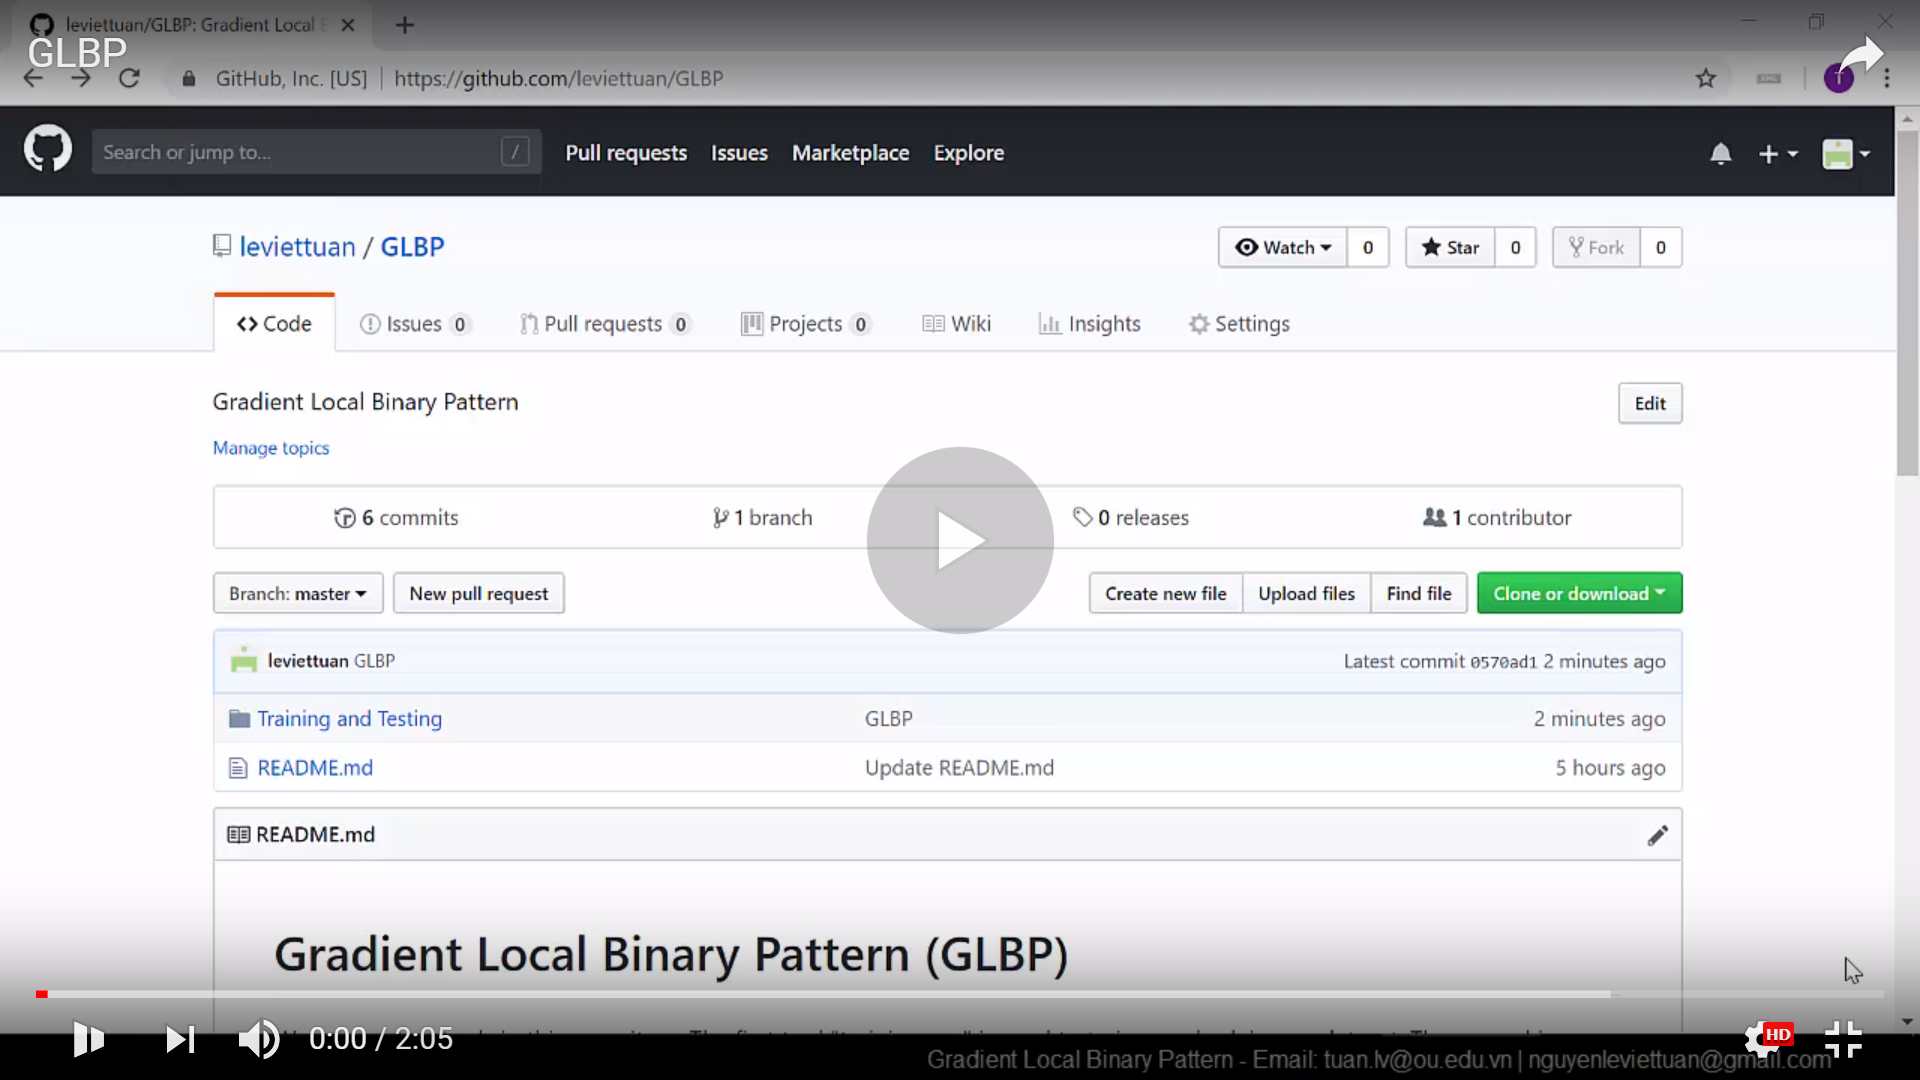 leviettuan/GLBP: Gradient Local B
GLBP
GitHub, Inc. [US] https://github.com/leviettuan/GLBP
T
Search or jump to... / Pull requests Issues Marketplace Explore
leviettuan / GLBP Watch 0 Star 0 Fork 0
Code Issues 0 Pull requests 0 Projects 0 Wiki Insights Settings
Gradient Local Binary Pattern Edit
Manage topics
6 commits 1 branch 0 releases 1 contributor
Branch: master New pull request Create new file Upload files Find file Clone or download
leviettuan GLBP Latest commit 0570ad1 2 minutes ago
Training and Testing GLBP 2 minutes ago
README.md Update README.md 5 hours ago
README.md
Gradient Local Binary Pattern (GLBP)
0:00 / 2:05 HD
Gradient Local Binary Pattern - Email: tuan.lv@ou.edu.vn | nguyenleviettuan@gmail.com